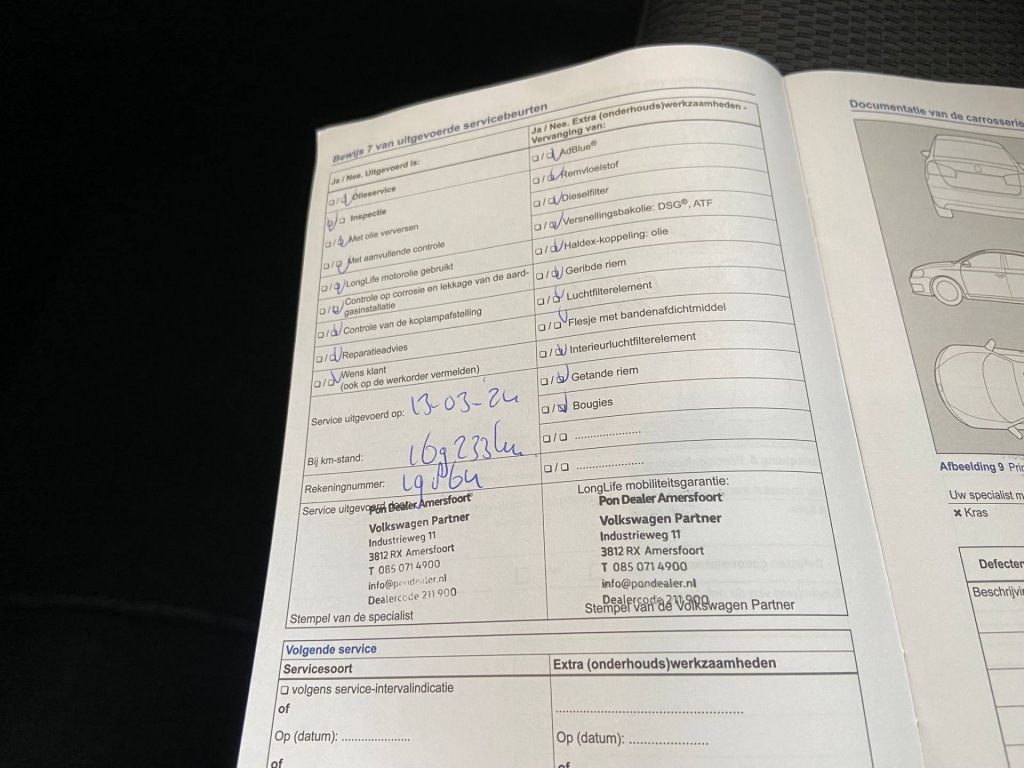 Bewijs 7 van uitgevoerde servicebeurten
Ja / Nee. Uitgevoerd is:
Olieservice
Inspectie
Met olie verversen
Met aanvullende controle
LongLife motorolie gebruikt
Controle op corrosie en lekkage van de aard-
gasinstallatie
Controle van de koplampafstelling
Reparatieadvies
Wens klant
(ook op de werkorder vermelden)
Service uitgevoerd op: 13-03-24
Bij km-stand:
Rekeningnummer:
Service uitgevoerd
Pon Dealer Amersfoort
Volkswagen Partner
Industrieweg 11
3812 RX Amersfoort
T 085 071 4900
info@pondealer.nl
Dealercode 211 900
Stempel van de specialist
Ja / Nee. Extra (onderhouds)werkzaamheden -
Vervanging van:
AdBlue®
Remvloeistof
Dieselfilter
Versnellingsbakolie: DSG®, ATF
Haldex-koppeling: olie
Geribde riem
Luchtfilterelement
Flesje met bandenafdichtmiddel
Interieurluchtfilterelement
Getande riem
Bougies
LongLife mobiliteitsgarantie:
Pon Dealer Amersfoort
Volkswagen Partner
Industrieweg 11
3812 RX Amersfoort
T 085 071 4900
info@pondealer.nl
Dealercode 211900
Stempel van de Volkswagen Partner
Volgende service
Servicesoort
volgens service-intervalindicatie
of
Op (datum): ....................
of
Extra (onderhouds)werkzaamheden
Op (datum): ......................
of
Documentatie van de carrosserie
Afbeelding 9
Uw specialist
× Kras
Defecten